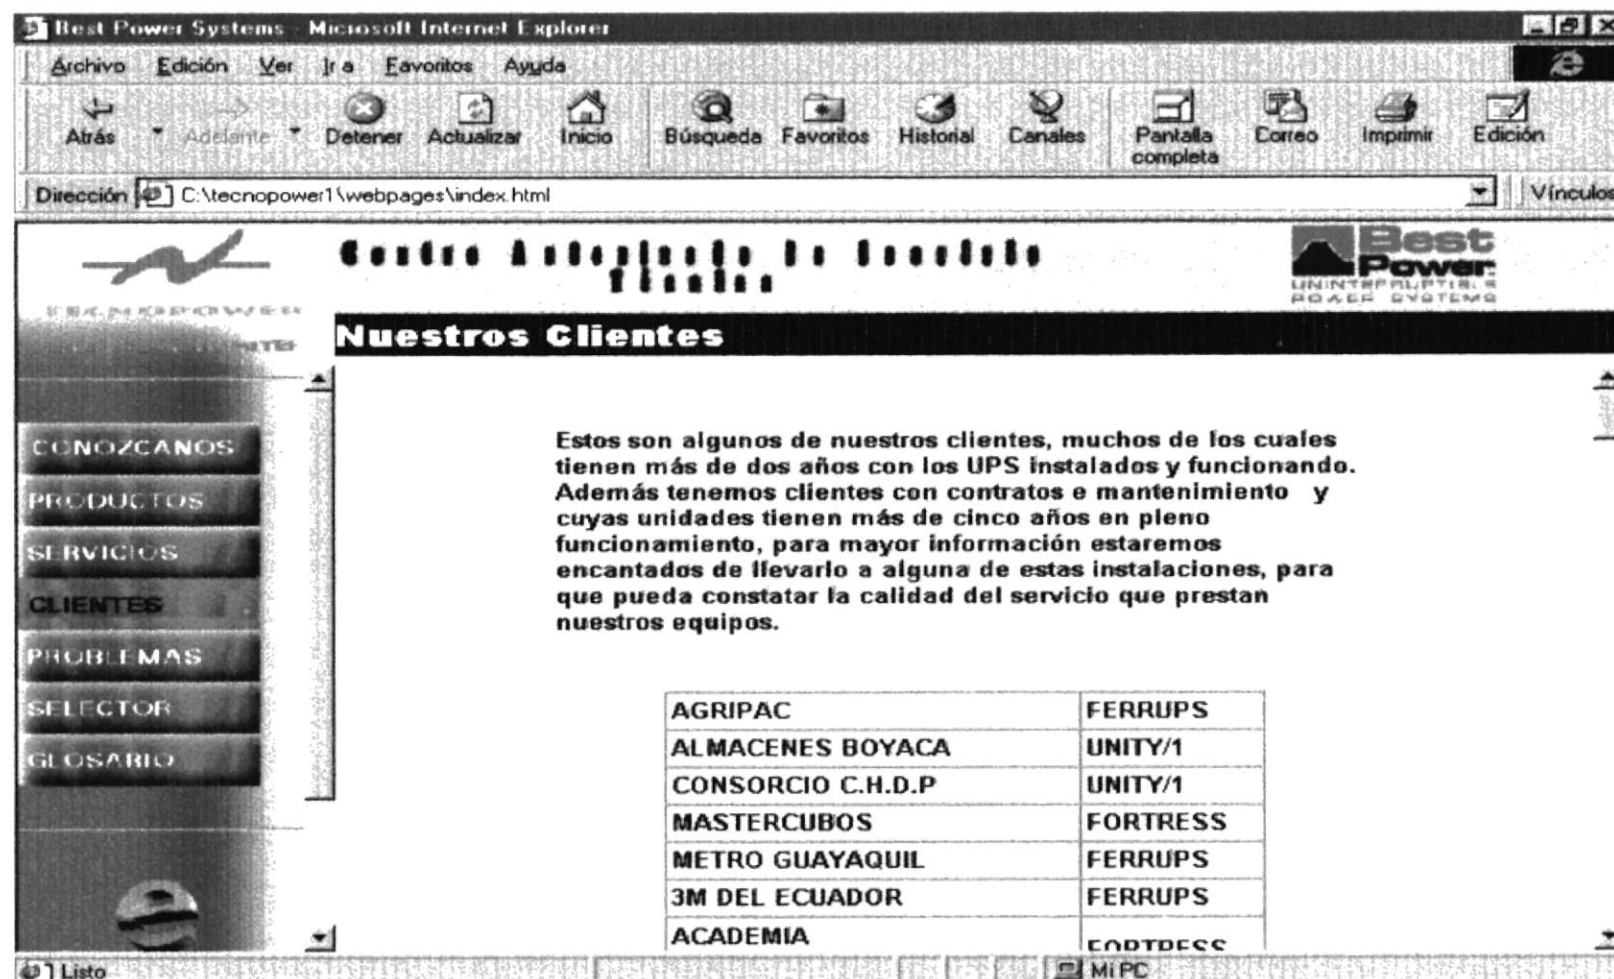 Best Power Systems - Microsoft Internet Explorer
Archivo Edición Ver Ir a Favoritos Ayuda
Atrás Adelante Detener Actualizar Inicio Búsqueda Favoritos Historial Canales Pantalla completa Correo Imprimir Edición
Dirección C:\tecnopower1\webpages\index.html Vínculos
TECNOPOWER
Best
Power
UNINTERRUPTIBLE
POWER SYSTEMS
Nuestros Clientes
CONOZCANOS
PRODUCTOS
SERVICIOS
CLIENTES
PROBLEMAS
SELECTOR
GLOSARIO
Estos son algunos de nuestros clientes, muchos de los cuales
tienen más de dos años con los UPS instalados y funcionando.
Además tenemos clientes con contratos e mantenimiento y
cuyas unidades tienen más de cinco años en pleno
funcionamiento, para mayor información estaremos
encantados de llevarlo a alguna de estas instalaciones, para
que pueda constatar la calidad del servicio que prestan
nuestros equipos.
AGRIPAC FERRUPS
ALMACENES BOYACA UNITY/1
CONSORCIO C.H.D.P UNITY/1
MASTERCUBOS FORTRESS
METRO GUAYAQUIL FERRUPS
3M DEL ECUADOR FERRUPS
ACADEMIA FORTRESS
Listo Mi PC